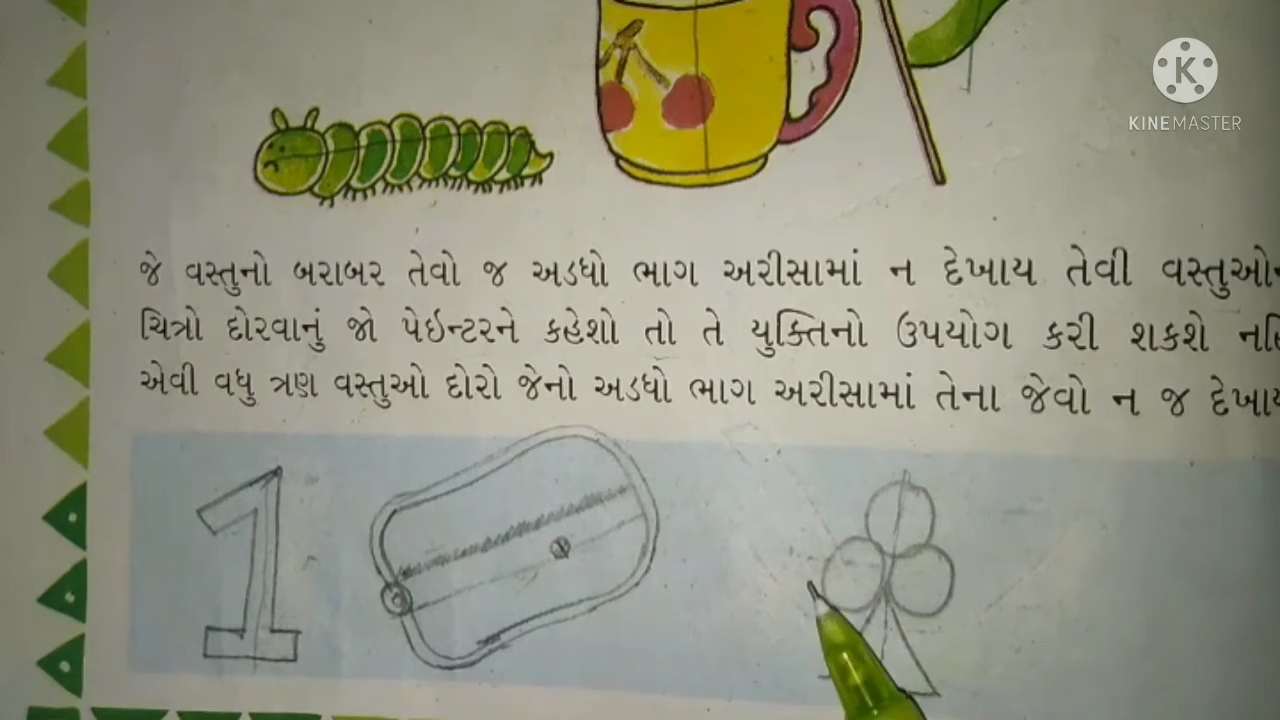 KINEMASTER
જે વસ્તુનો બરાબર તેવો જ અડધો ભાગ અરીસામાં ન દેખાય તેવી
ચિત્રો દોરવાનું જો પેઇન્ટરને કહેશો તો તે યુક્તિનો ઉપયોગ કરી શકશે
એવી વધુ ત્રણ વસ્તુઓ દોરો જેનો અડધો ભાગ અરીસામાં તેના જેવો ન જ
1